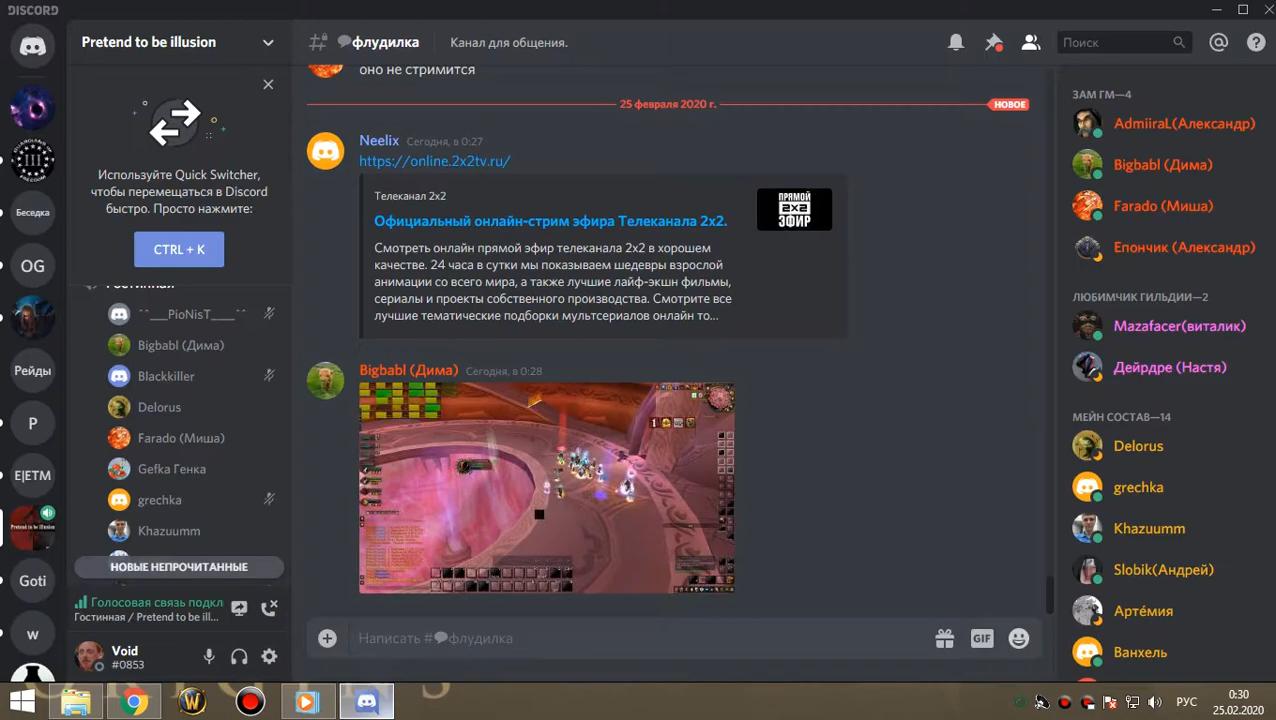 DISCORD
Pretend to be illusion
флудилка
Канал для общения.
Поиск
Используйте Quick Switcher,
чтобы перемещаться в Discord
быстро. Просто нажмите:
CTRL + K
Гостинная
^^___PioNisT____^^
Bigbabl (Дима)
Blackkiller
Delorus
Farado (Миша)
Gefka Генка
grechka
Khazuumm
НОВЫЕ НЕПРОЧИТАННЫЕ
Голосовая связь подкл
Гостинная / Pretend to be ill...
Void
#0853
Беседка
OG
Рейды
P
E|ETM
Goti
w
оно не стримится
25 февраля 2020 г.
НОВОЕ
Neelix Сегодня, в 0:27
https://online.2x2tv.ru/
Телеканал 2x2
Официальный онлайн-стрим эфира Телеканала 2x2.
Смотреть онлайн прямой эфир телеканала 2x2 в хорошем
качестве. 24 часа в сутки мы показываем шедевры взрослой
анимации со всего мира, а также лучшие лайф-экшн фильмы,
сериалы и проекты собственного производства. Смотрите все
лучшие тематические подборки мультсериалов онлайн то...
ПРЯМОЙ
2x2
ЭФИР
Bigbabl (Дима) Сегодня, в 0:28
Написать #флудилка
GIF
ЗАМ ГМ—4
AdmiiraL(Александр)
Bigbabl (Дима)
Farado (Миша)
Епончик (Александр)
ЛЮБИМЧИК ГИЛЬДИИ—2
Mazafacer(виталик)
Дейрдре (Настя)
МЕЙН СОСТАВ—14
Delorus
grechka
Khazuumm
Slobik(Андрей)
Артéмия
Ванхель
РУС
0:30
25.02.2020